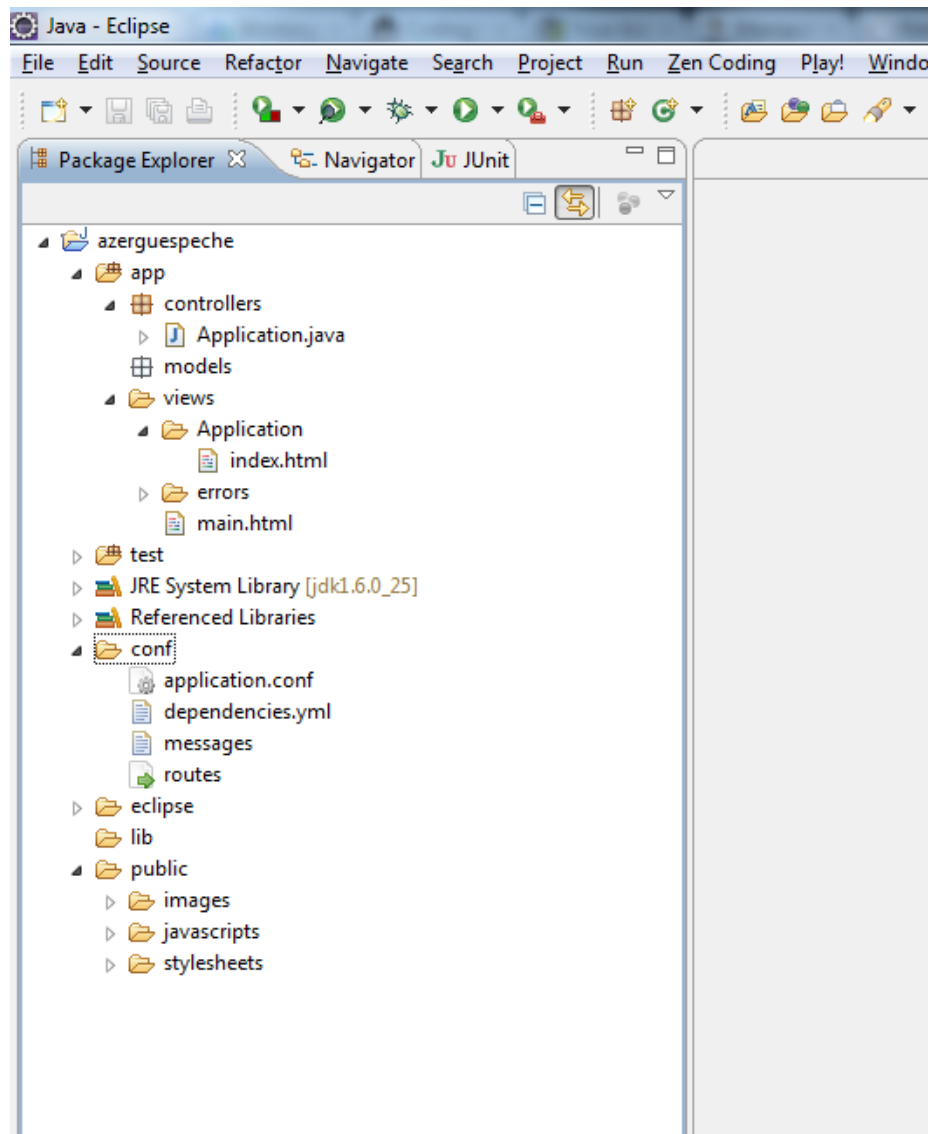 Java - Eclipse
File Edit Source Refactor Navigate Search Project Run Zen Coding Play! Windo
Package Explorer Navigator Ju JUnit
azerguespeche
app
controllers
J Application.java
models
views
Application
index.html
errors
main.html
test
JRE System Library [jdk1.6.0_25]
Referenced Libraries
conf
application.conf
dependencies.yml
messages
routes
eclipse
lib
public
images
javascripts
stylesheets